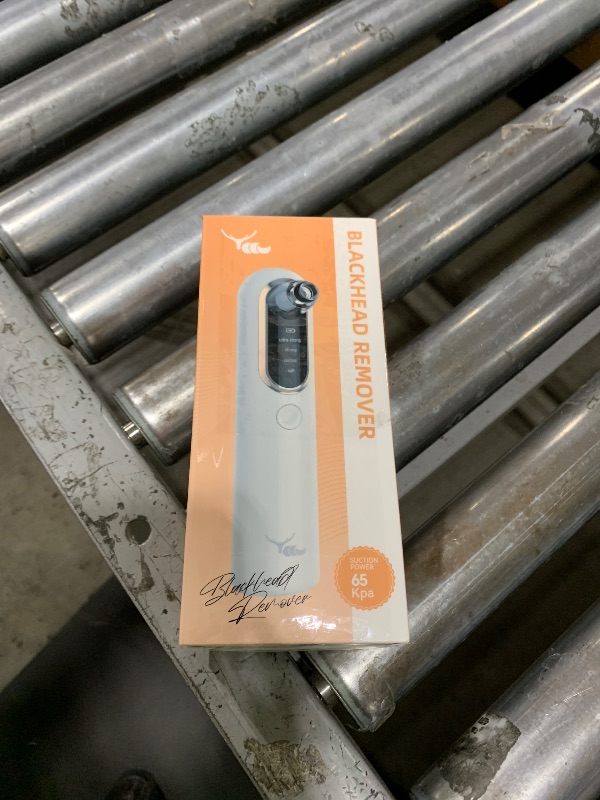 BLACKHEAD REMOVER
Blackhead
Remover
SUCTION
POWER
65
Kpa